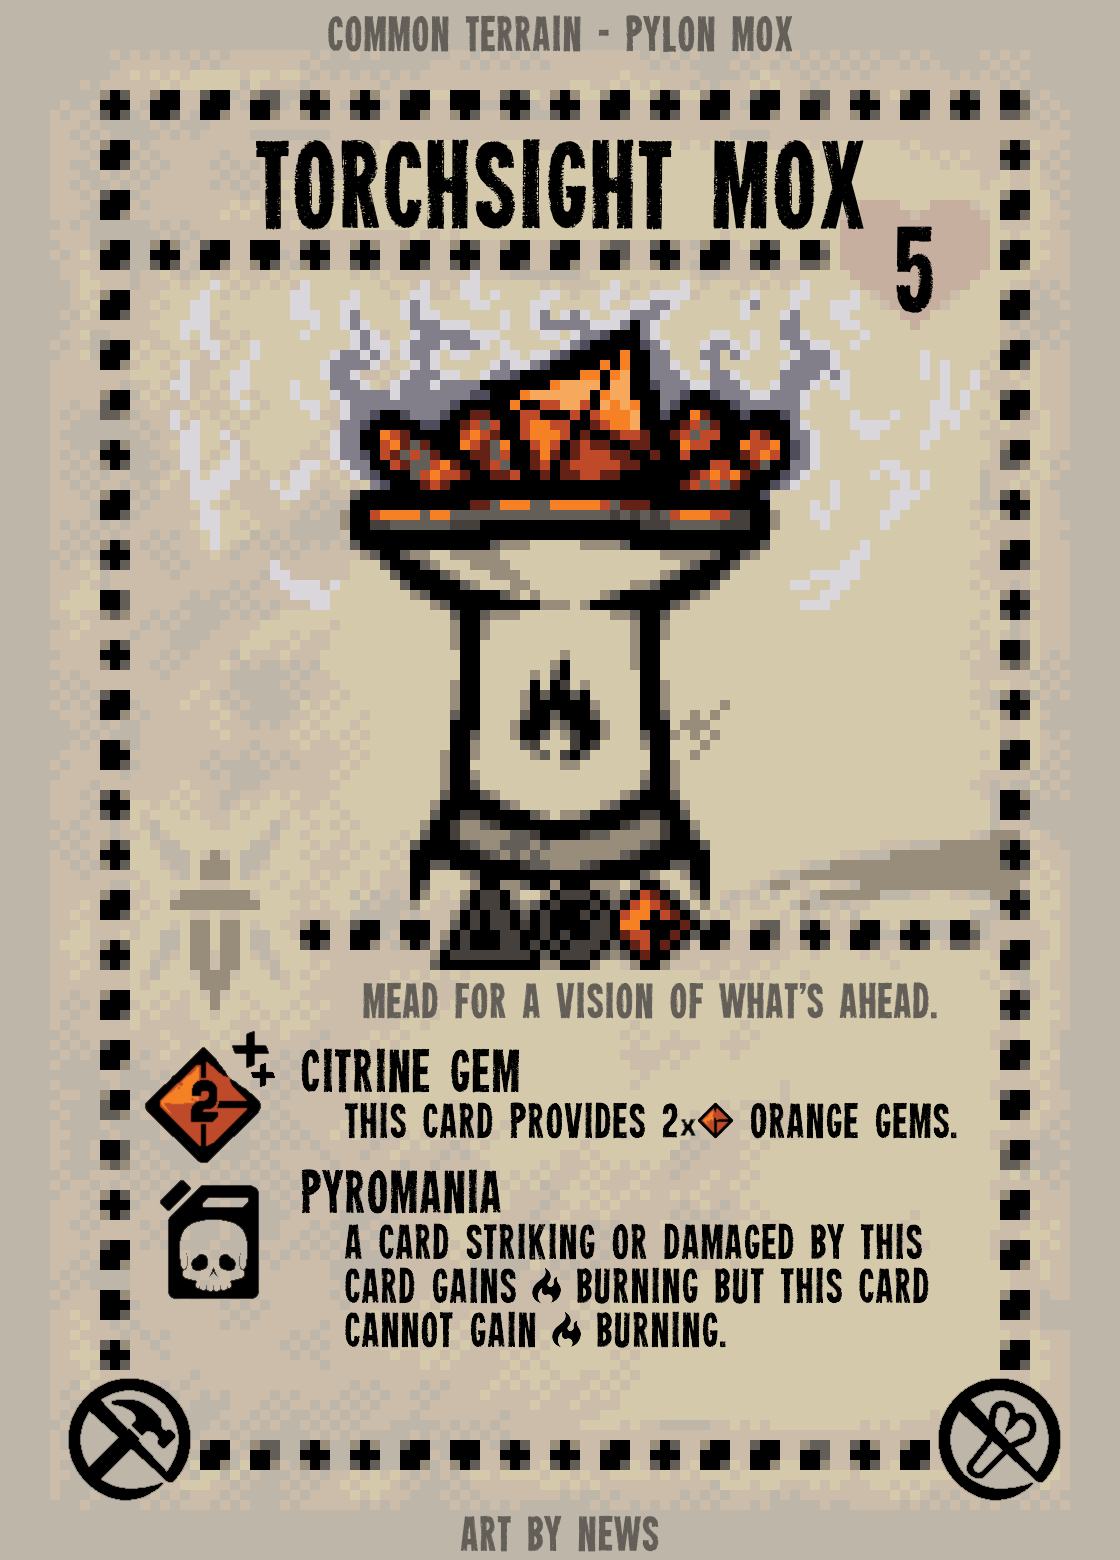 COMMON TERRAIN - PYLON MOX
TORCHSIGHT MOX
5
MEAD FOR A VISION OF WHAT'S AHEAD.
2
CITRINE GEM
THIS CARD PROVIDES 2x ORANGE GEMS.
PYROMANIA
A CARD STRIKING OR DAMAGED BY THIS
CARD GAINS BURNING BUT THIS CARD
CANNOT GAIN BURNING.
ART BY NEWS